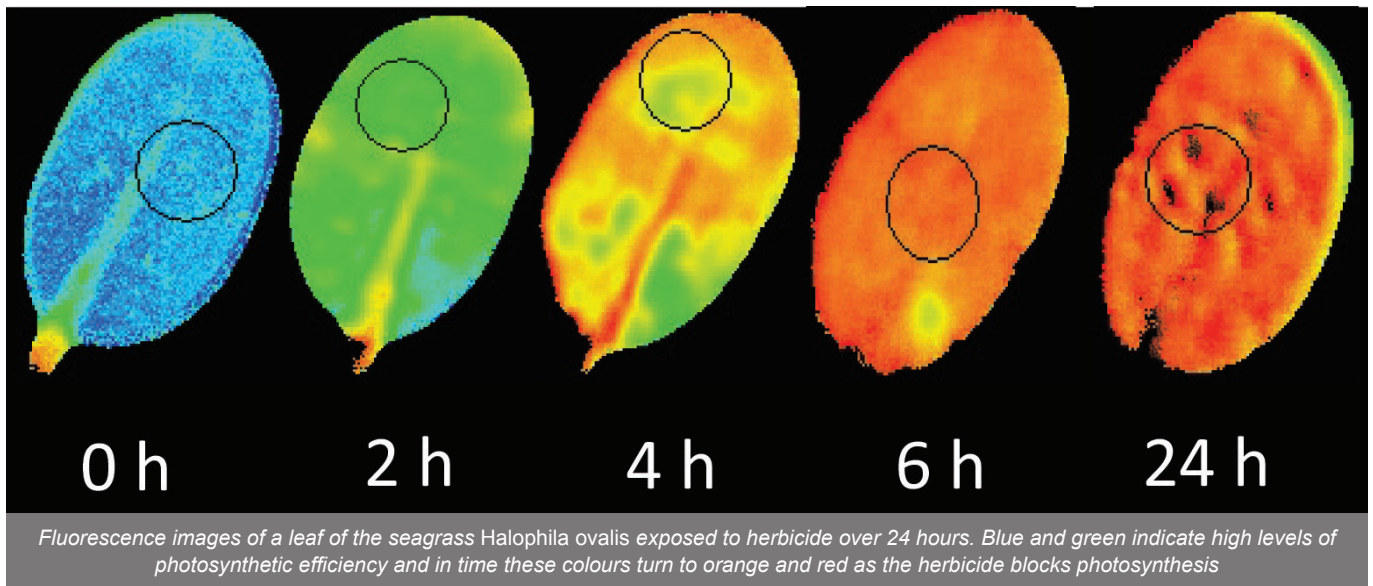 0 h 2 h 4 h 6 h 24 h
Fluorescence images of a leaf of the seagrass Halophila ovalis exposed to herbicide over 24 hours. Blue and green indicate high levels of
photosynthetic efficiency and in time these colours turn to orange and red as the herbicide blocks photosynthesis